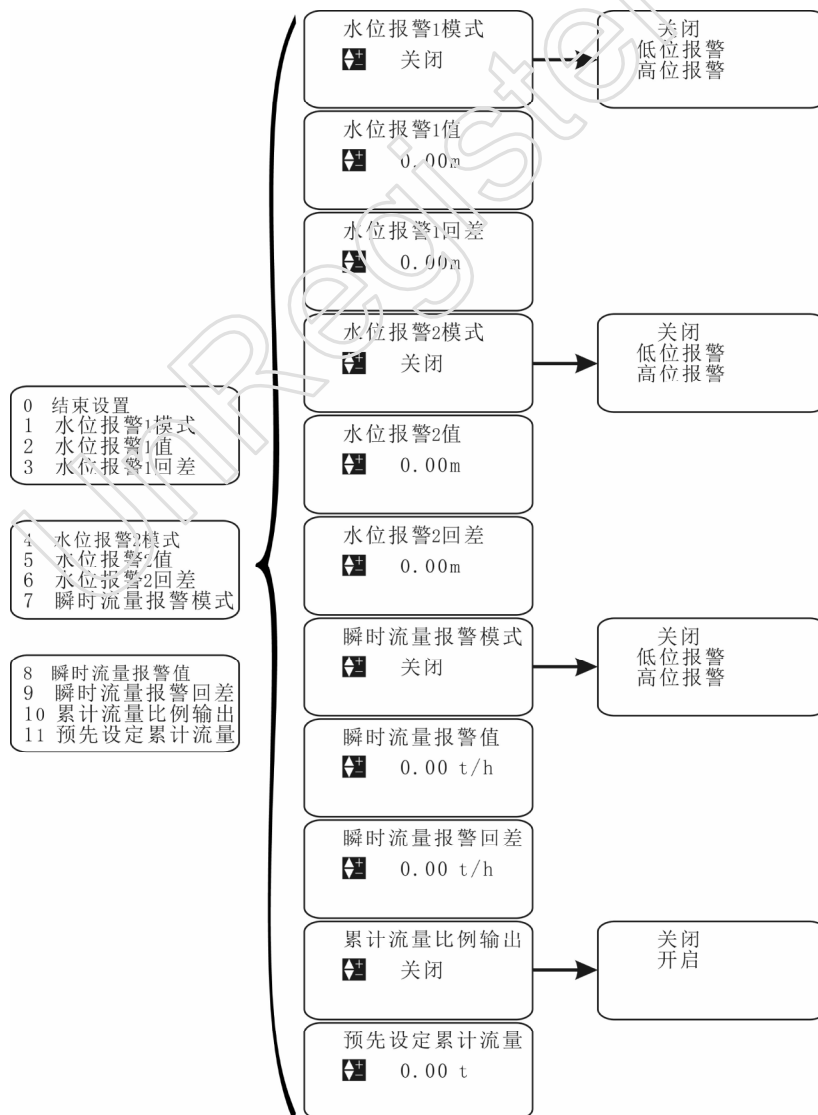 0 结束设置
1 水位报警1模式
2 水位报警1值
3 水位报警1回差
4 水位报警2模式
5 水位报警2值
6 水位报警2回差
7 瞬时流量报警模式
8 瞬时流量报警值
9 瞬时流量报警回差
10 累计流量比例输出
11 预先设定累计流量
水位报警1模式
关闭
关闭
低位报警
高位报警
水位报警1值
0.00m
水位报警1回差
0.00m
水位报警2模式
关闭
关闭
低位报警
高位报警
水位报警2值
0.00m
水位报警2回差
0.00m
瞬时流量报警模式
关闭
关闭
低位报警
高位报警
瞬时流量报警值
0.00 t/h
瞬时流量报警回差
0.00 t/h
累计流量比例输出
关闭
关闭
开启
预先设定累计流量
0.00 t
UnRegister